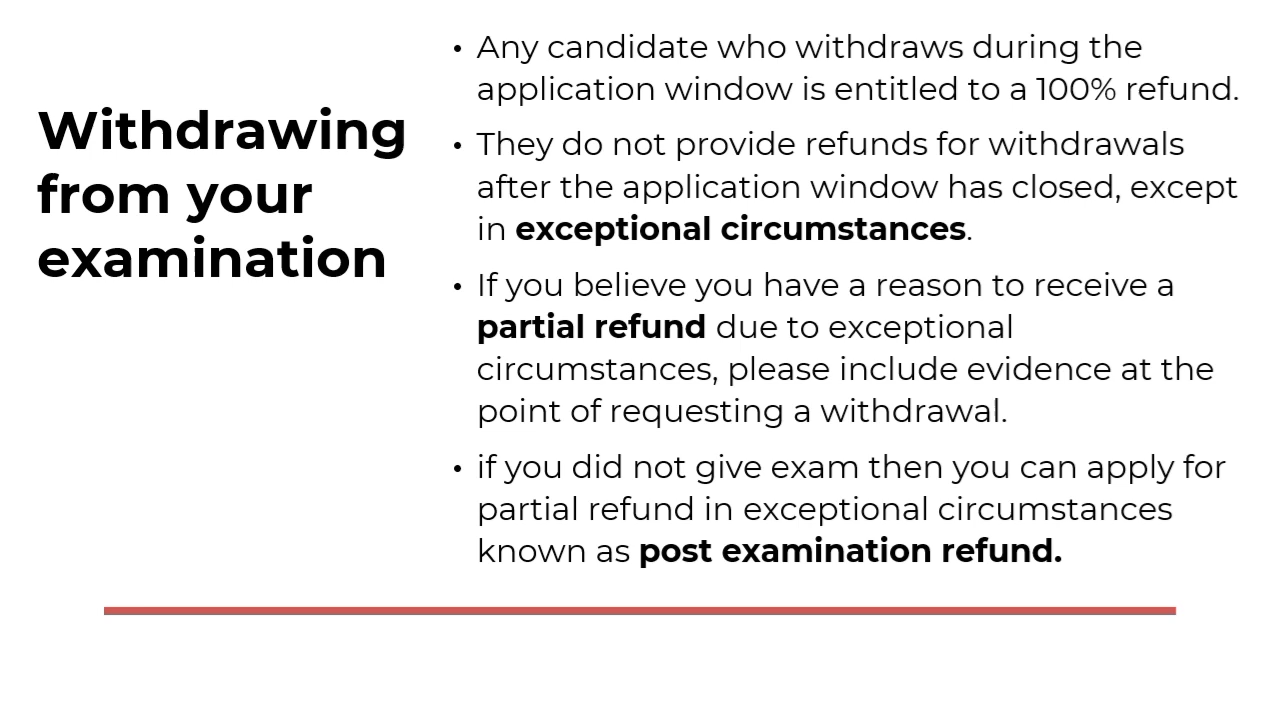 Withdrawing
from your
examination
• Any candidate who withdraws during the
application window is entitled to a 100% refund.
• They do not provide refunds for withdrawals
after the application window has closed, except
in exceptional circumstances.
• If you believe you have a reason to receive a
partial refund due to exceptional
circumstances, please include evidence at the
point of requesting a withdrawal.
• if you did not give exam then you can apply for
partial refund in exceptional circumstances
known as post examination refund.